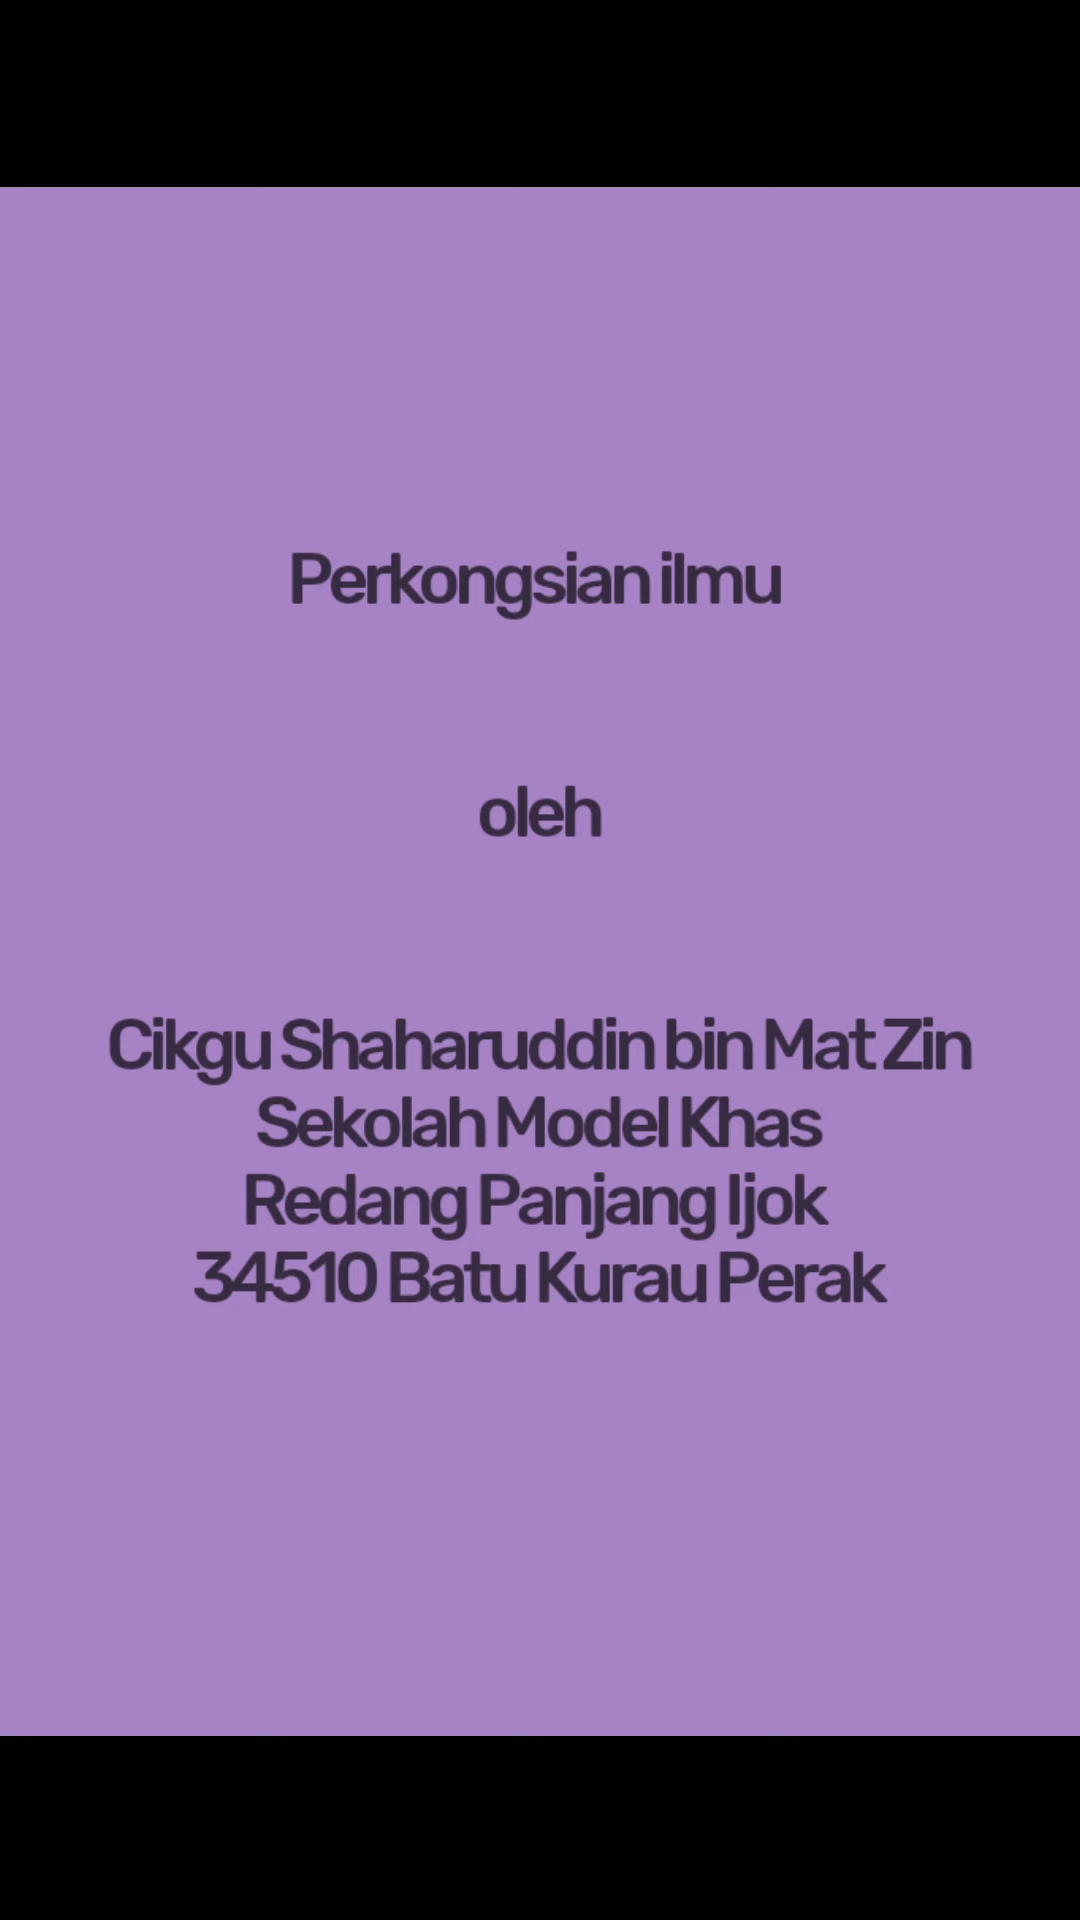 Perkongsian ilmu
oleh
Cikgu Shaharuddin bin Mat Zin
Sekolah Model Khas
Redang Panjang Ijok
34510 Batu Kurau Perak